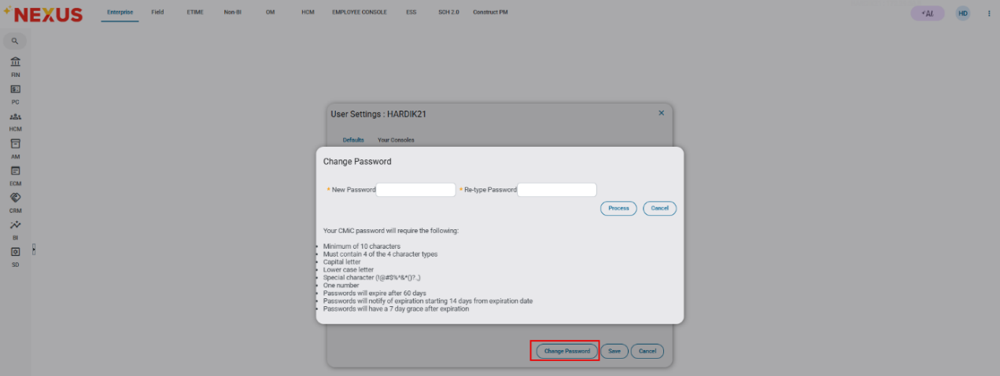 NEXUS
Enterprise Field ETIME Non-BI OM HCM EMPLOYEE CONSOLE ESS SCH 2.0 Construct PM
AI HD
FIN
PC
HCM
AM
ECM
CRM
BI
SD
User Settings : HARDIK21
Defaults Your Consoles
Change Password
* New Password * Re-type Password
Process Cancel
Your CMiC password will require the following:
• Minimum of 10 characters
• Must contain 4 of the 4 character types
• Capital letter
• Lower case letter
• Special character (!@#$%^&*()?.,)
• One number
• Passwords will expire after 60 days
• Passwords will notify of expiration starting 14 days from expiration date
• Passwords will have a 7 day grace after expiration
Change Password Save Cancel